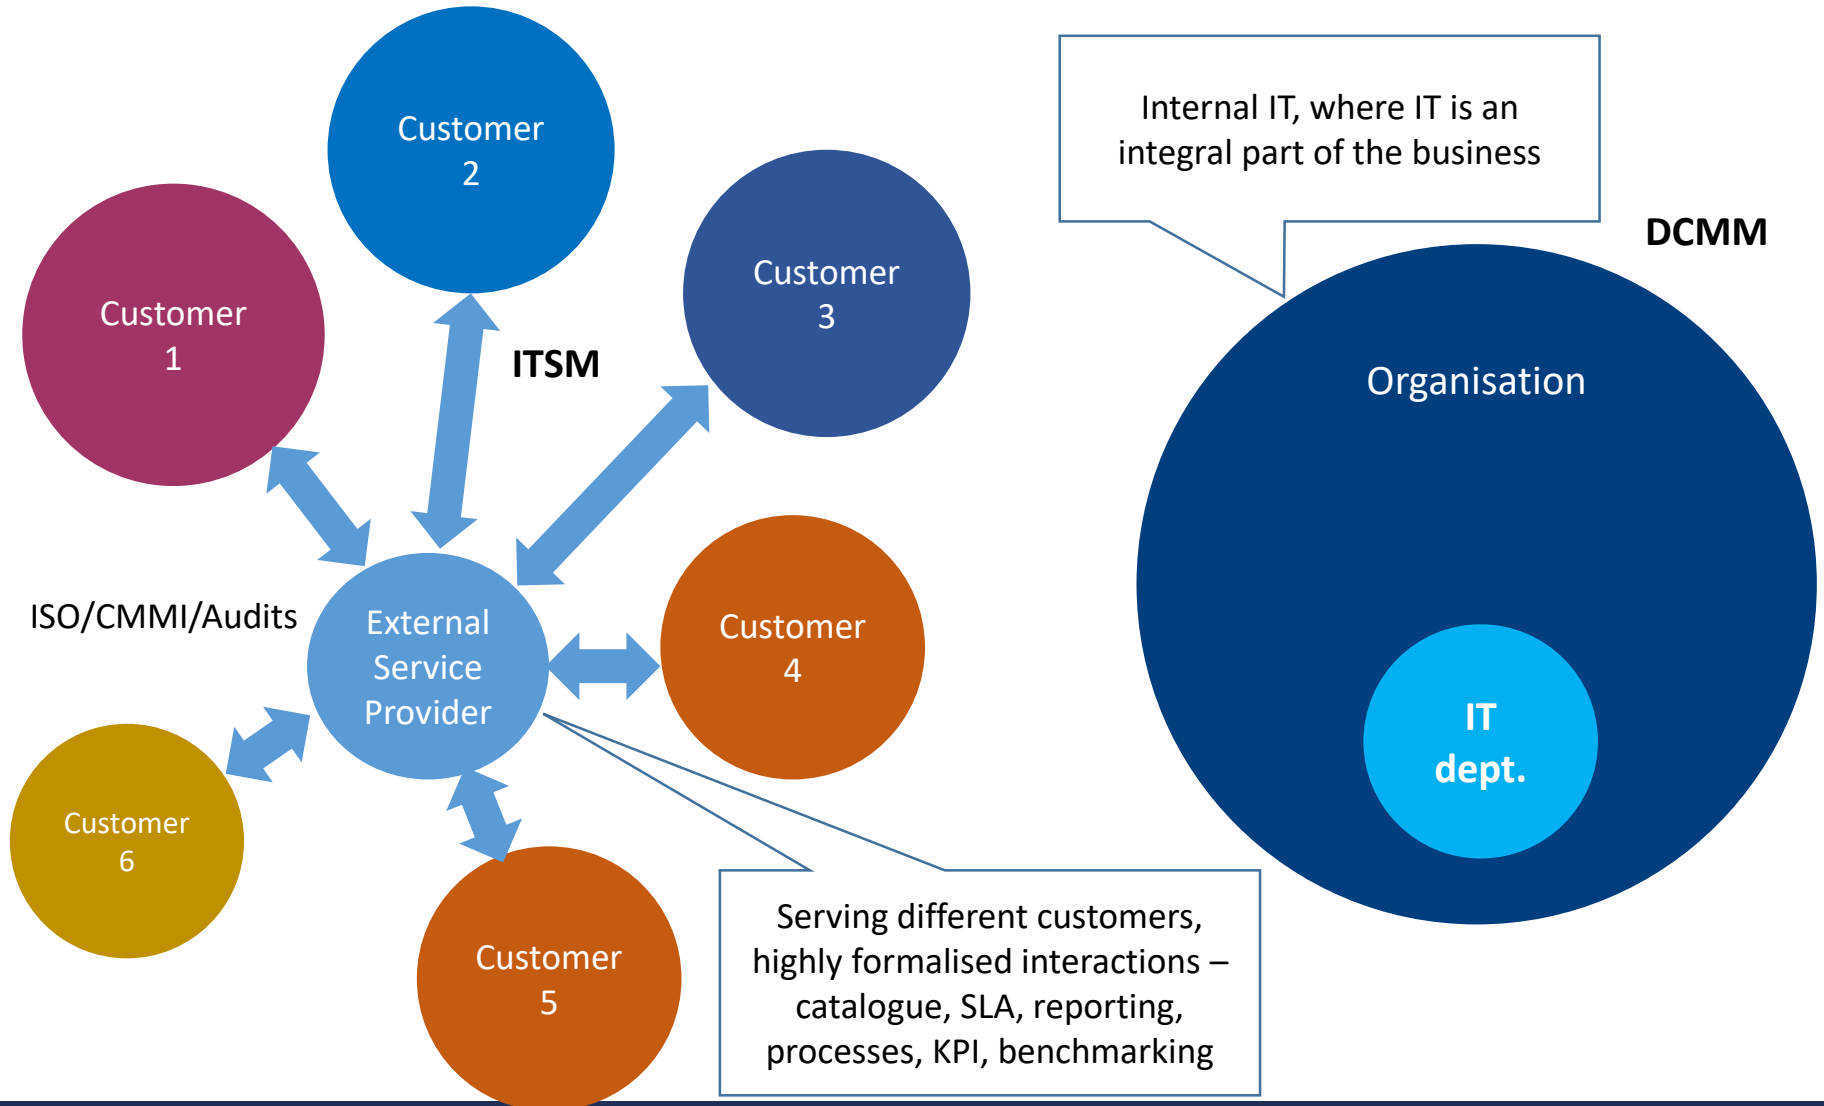 Customer
1
Customer
2
Customer
3
ITSM
ISO/CMMI/Audits
External
Service
Provider
Customer
4
Customer
5
Customer
6
Serving different customers,
highly formalised interactions –
catalogue, SLA, reporting,
processes, KPI, benchmarking
Internal IT, where IT is an
integral part of the business
DCMM
Organisation
IT
dept.